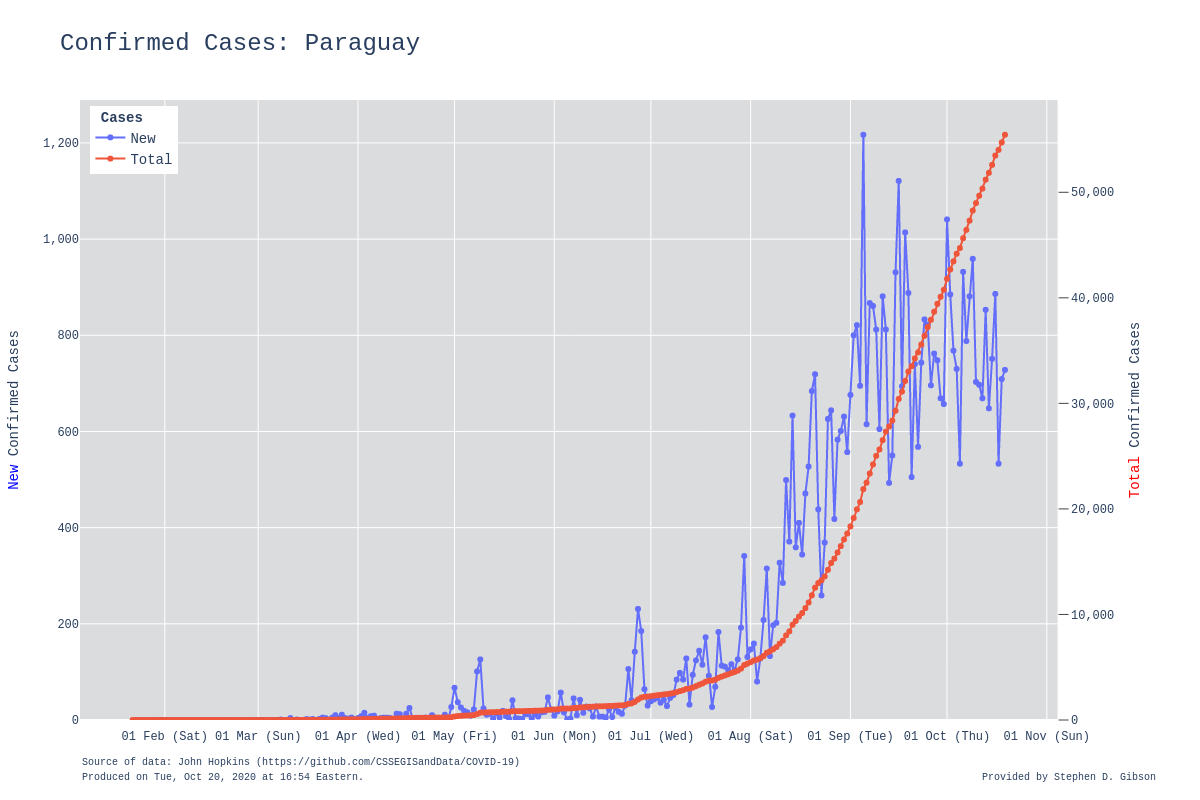 Confirmed Cases: Paraguay
Cases
New
Total
1,200
1,000
800
600
400
200
0
50,000
40,000
30,000
20,000
10,000
0
New Confirmed Cases
Total Confirmed Cases
01 Feb (Sat) 01 Mar (Sun) 01 Apr (Wed) 01 May (Fri) 01 Jun (Mon) 01 Jul (Wed) 01 Aug (Sat) 01 Sep (Tue) 01 Oct (Thu) 01 Nov (Sun)
Source of data: John Hopkins (https://github.com/CSSEGISandData/COVID-19)
Produced on Tue, Oct 20, 2020 at 16:54 Eastern.
Provided by Stephen D. Gibson